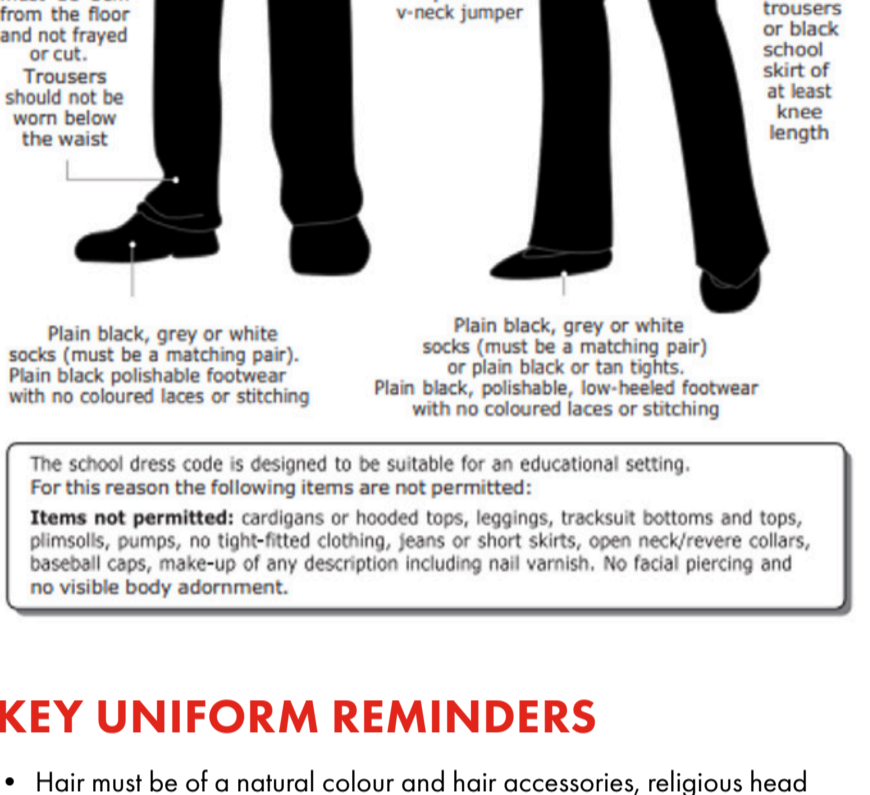 from the floor
and not frayed
or cut.
Trousers
should not be
worn below
the waist
v-neck jumper
trousers
or black
school
skirt of
at least
knee
length
Plain black, grey or white
socks (must be a matching pair).
Plain black polishable footwear
with no coloured laces or stitching
Plain black, grey or white
socks (must be a matching pair)
or plain black or tan tights.
Plain black, polishable, low-heeled footwear
with no coloured laces or stitching
The school dress code is designed to be suitable for an educational setting.
For this reason the following items are not permitted:
Items not permitted: cardigans or hooded tops, leggings, tracksuit bottoms and tops,
plimsolls, pumps, no tight-fitted clothing, jeans or short skirts, open neck/revere collars,
baseball caps, make-up of any description including nail varnish. No facial piercing and
no visible body adornment.
KEY UNIFORM REMINDERS
• Hair must be of a natural colour and hair accessories, religious head